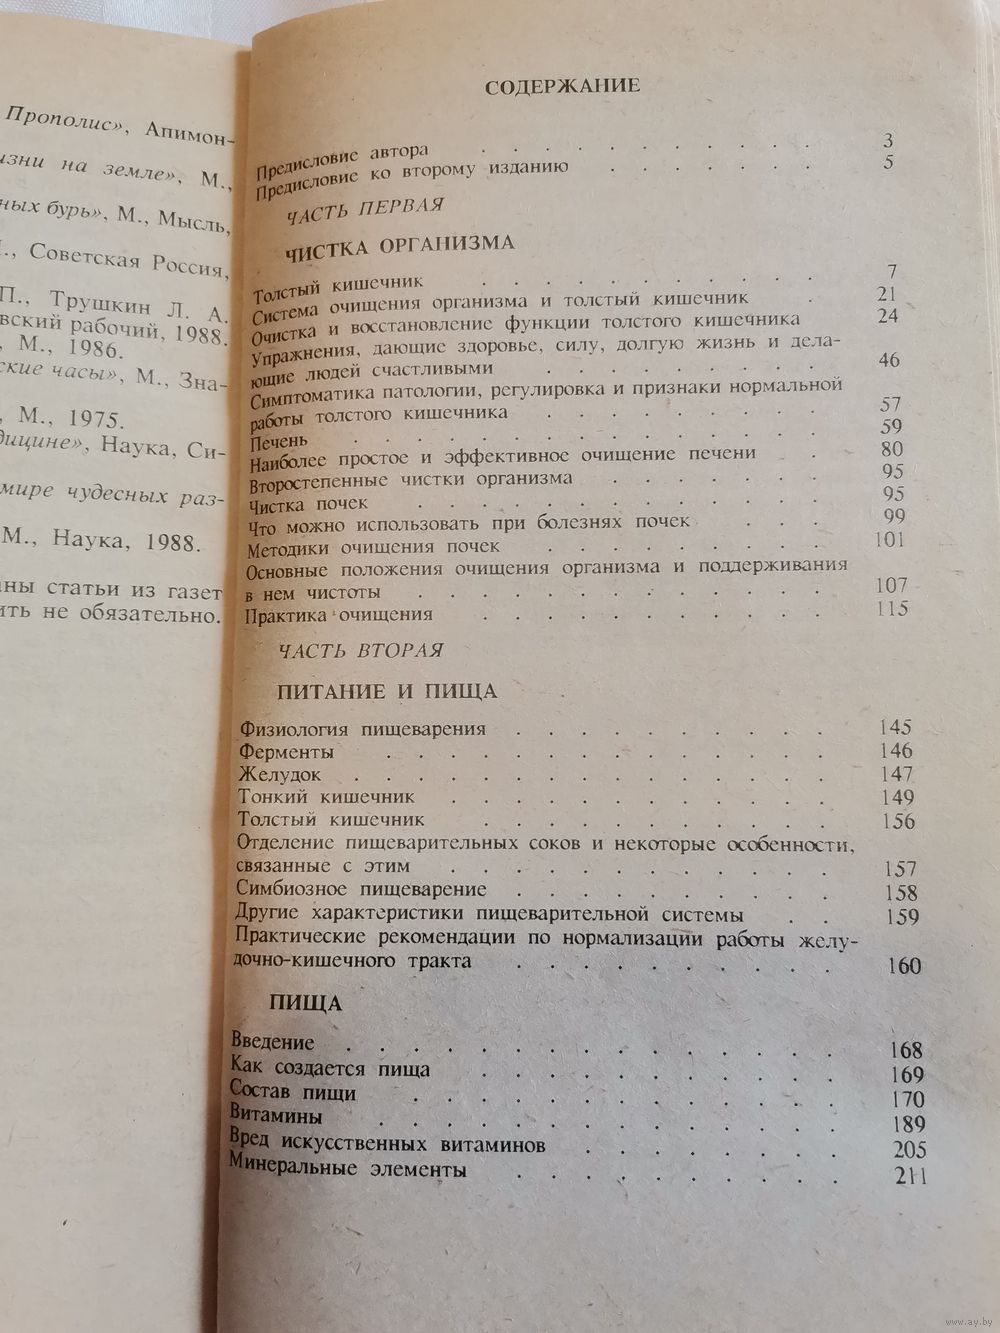 Прополис», Апимон-
изни на земле», М.,
ных бурь», М., Мысль,
Советская Россия,
П., Трушкин Л. А.
вский рабочий, 1988.
, М., 1986.
ские часы», М., Зна-
, М., 1975.
дицине», Наука, Си-
мире чудесных раз-
М., Наука, 1988.
ны статьи из газет
ить не обязательно.
СОДЕРЖАНИЕ
Предисловие автора . . . . . . . . . . 3
Предисловие ко второму изданию . . . . . . . 5
ЧАСТЬ ПЕРВАЯ
ЧИСТКА ОРГАНИЗМА
Толстый кишечник . . . . . . . . . . 7
Система очищения организма и толстый кишечник . 21
Очистка и восстановление функции толстого кишечника 24
Упражнения, дающие здоровье, силу, долгую жизнь и дела-
ющие людей счастливыми . . . . . . . . 46
Симптоматика патологии, регулировка и признаки нормальной
работы толстого кишечника . . . . . . . . . 57
Печень . . . . . . . . . . . . . . 59
Наиболее простое и эффективное очищение печени . 80
Второстепенные чистки организма . . . . . . . 95
Чистка почек . . . . . . . . . . . . 95
Что можно использовать при болезнях почек . . . 99
Методики очищения почек . . . . . . . . . 101
Основные положения очищения организма и поддерживания
в нем чистоты . . . . . . . . . . . . 107
Практика очищения . . . . . . . . . . . 115
ЧАСТЬ ВТОРАЯ
ПИТАНИЕ И ПИЩА
Физиология пищеварения . . . . . . . . . . 145
Ферменты . . . . . . . . . . . . . 146
Желудок . . . . . . . . . . . . . . 147
Тонкий кишечник . . . . . . . . . . . . 149
Толстый кишечник . . . . . . . . . . . 156
Отделение пищеварительных соков и некоторые особенности,
связанные с этим . . . . . . . . . . . . 157
Симбиозное пищеварение . . . . . . . . . . 158
Другие характеристики пищеварительной системы . . 159
Практические рекомендации по нормализации работы желу-
дочно-кишечного тракта . . . . . . . . . . 160
ПИЩА
Введение . . . . . . . . . . . . . . . 168
Как создается пища . . . . . . . . . . . 169
Состав пищи . . . . . . . . . . . . . 170
Витамины . . . . . . . . . . . . . . 189
Вред искусственных витаминов . . . . . . . . 205
Минеральные элементы . . . . . . . . . . 211
www.ay.by